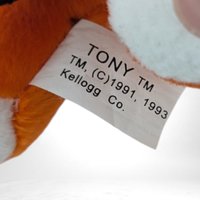 TONY TM
TM, (C)1991, 1993
Kellogg Co.